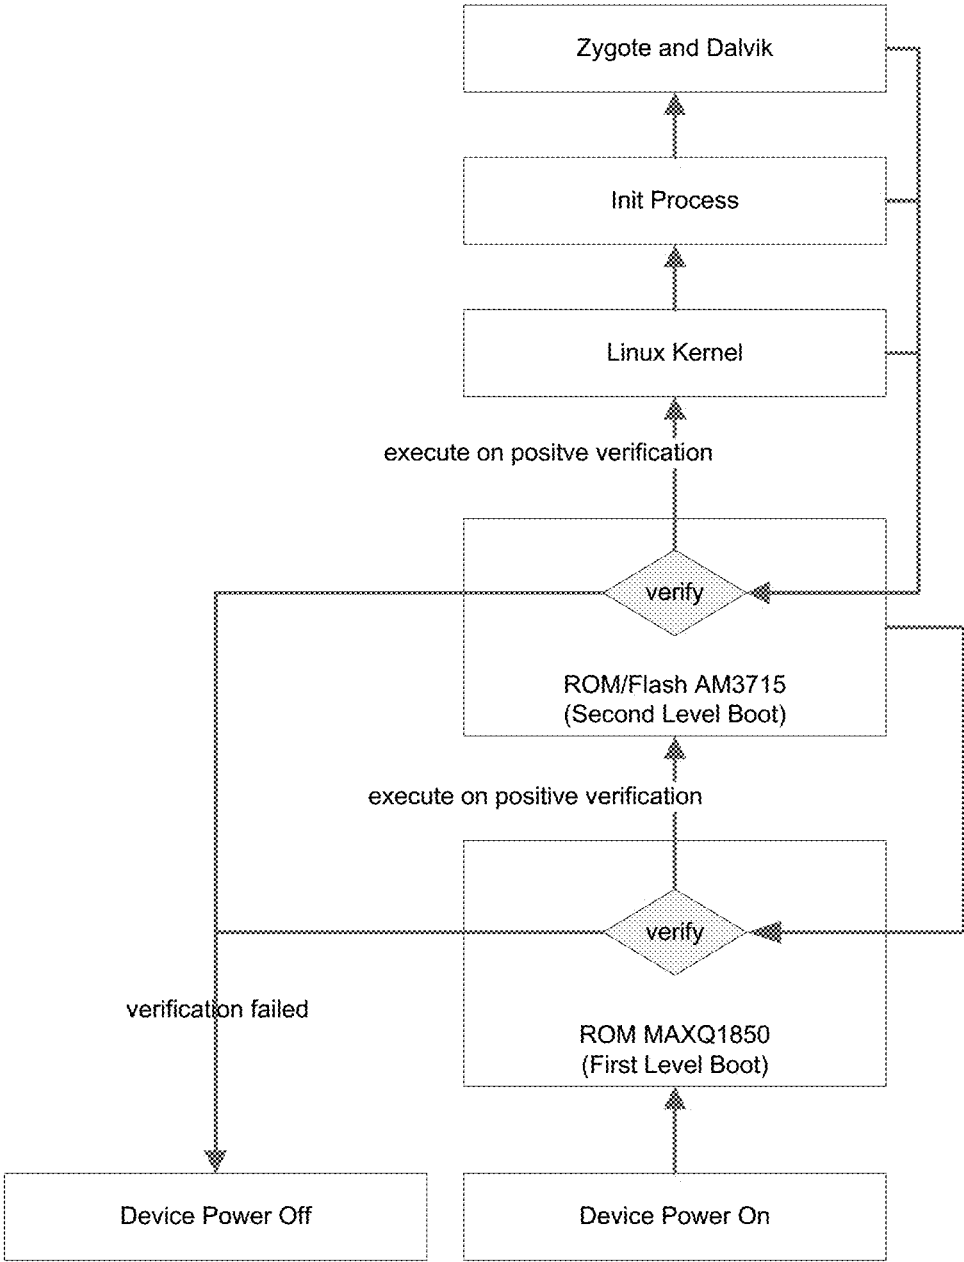 Zygote and Dalvik
Init Process
Linux Kernel
execute on positve verification
verify
ROM/Flash AM3715
(Second Level Boot)
execute on positive verification
verify
verification failed
ROM MAXQ1850
(First Level Boot)
Device Power Off
Device Power On